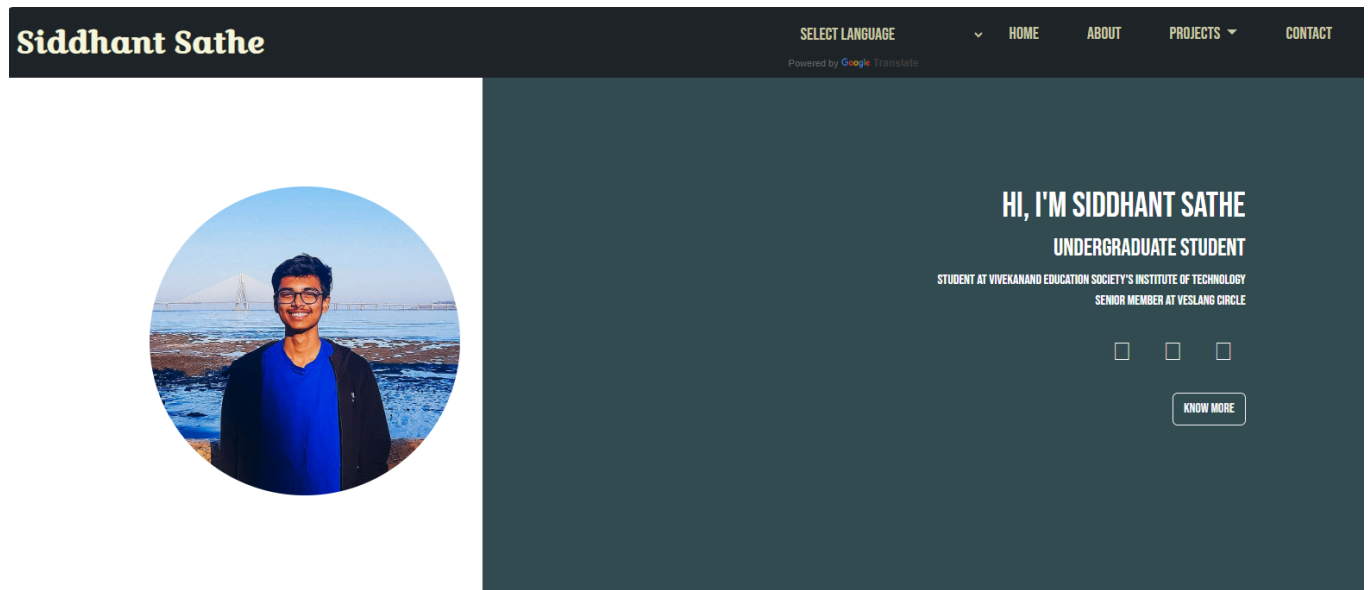 Siddhant Sathe
SELECT LANGUAGE HOME ABOUT PROJECTS CONTACT
Powered by Google Translate
HI, I'M SIDDHANT SATHE
UNDERGRADUATE STUDENT
STUDENT AT VIVEKANAND EDUCATION SOCIETY'S INSTITUTE OF TECHNOLOGY
SENIOR MEMBER AT VESLANG CIRCLE
KNOW MORE